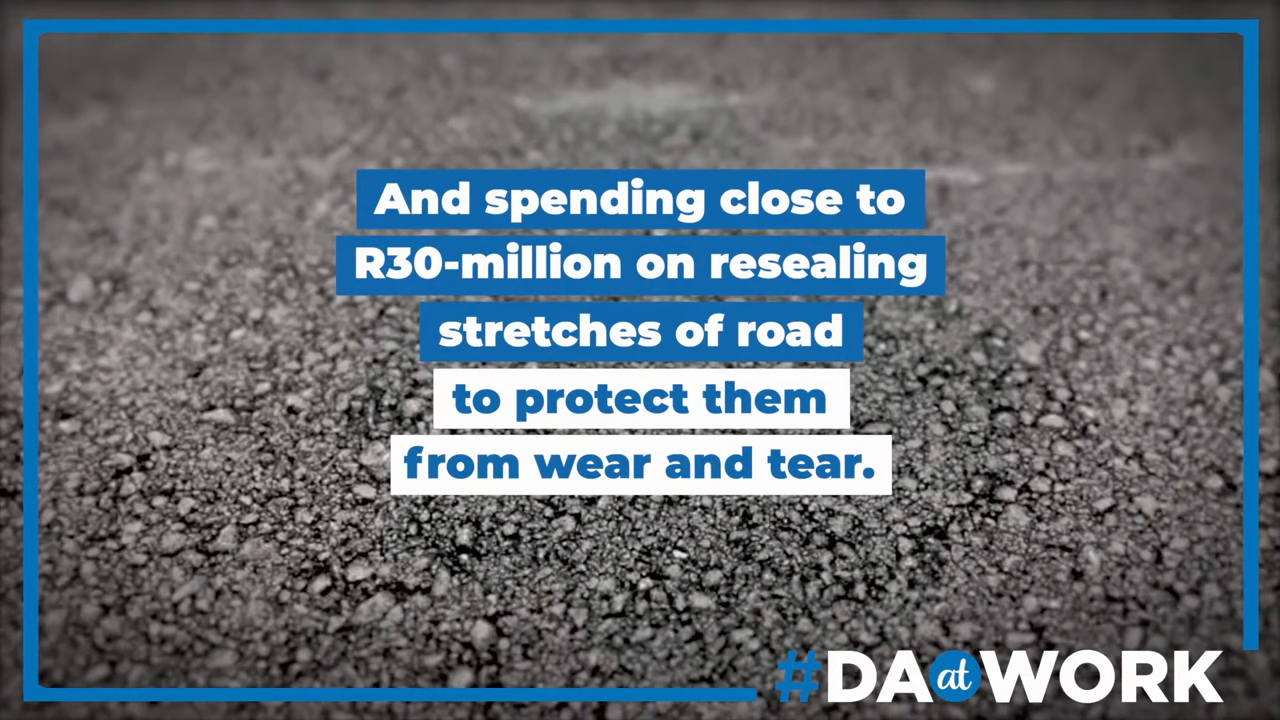 And spending close to
R30-million on resealing
stretches of road
to protect them
from wear and tear.
#DA at WORK